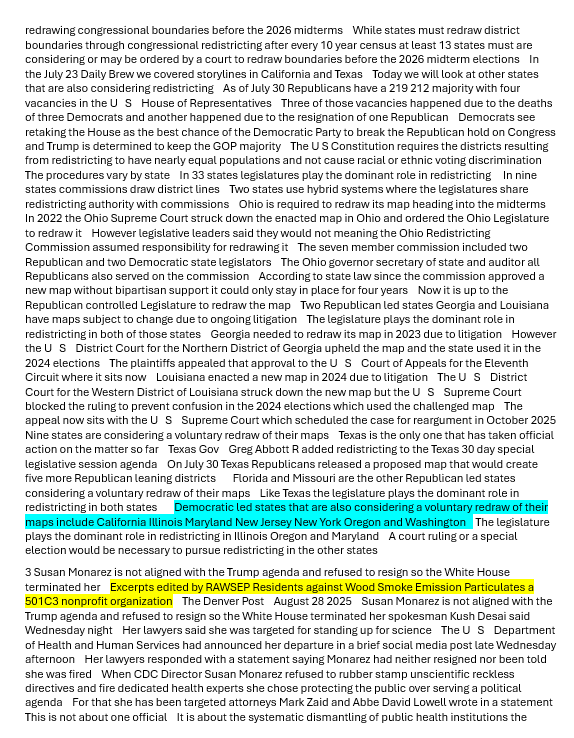 redrawing congressional boundaries before the 2026 midterms    While states must redraw district
boundaries through congressional redistricting after every 10 year census at least 13 states must are
considering or may be ordered by a court to redraw boundaries before the 2026 midterm elections    In
the July 23 Daily Brew we covered storylines in California and Texas    Today we will look at other states
that are also considering redistricting    As of July 30 Republicans have a 219 212 majority with four
vacancies in the U   S   House of Representatives    Three of those vacancies happened due to the deaths
of three Democrats and another happened due to the resignation of one Republican    Democrats see
retaking the House as the best chance of the Democratic Party to break the Republican hold on Congress
and Trump is determined to keep the GOP majority    The U S Constitution requires the districts resulting
from redistricting to have nearly equal populations and not cause racial or ethnic voting discrimination
The procedures vary by state    In 33 states legislatures play the dominant role in redistricting    In nine
states commissions draw district lines    Two states use hybrid systems where the legislatures share
redistricting authority with commissions    Ohio is required to redraw its map heading into the midterms
In 2022 the Ohio Supreme Court struck down the enacted map in Ohio and ordered the Ohio Legislature
to redraw it    However legislative leaders said they would not meaning the Ohio Redistricting
Commission assumed responsibility for redrawing it    The seven member commission included two
Republican and two Democratic state legislators    The Ohio governor secretary of state and auditor all
Republicans also served on the commission    According to state law since the commission approved a
new map without bipartisan support it could only stay in place for four years    Now it is up to the
Republican controlled Legislature to redraw the map    Two Republican led states Georgia and Louisiana
have maps subject to change due to ongoing litigation    The legislature plays the dominant role in
redistricting in both of those states    Georgia needed to redraw its map in 2023 due to litigation    However
the U   S   District Court for the Northern District of Georgia upheld the map and the state used it in the
2024 elections    The plaintiffs appealed that approval to the U   S   Court of Appeals for the Eleventh
Circuit where it sits now    Louisiana enacted a new map in 2024 due to litigation    The U   S   District
Court for the Western District of Louisiana struck down the new map but the U   S   Supreme Court
blocked the ruling to prevent confusion in the 2024 elections which used the challenged map    The
appeal now sits with the U   S   Supreme Court which scheduled the case for reargument in October 2025
Nine states are considering a voluntary redraw of their maps    Texas is the only one that has taken official
action on the matter so far    Texas Gov   Greg Abbott R added redistricting to the Texas 30 day special
legislative session agenda    On July 30 Texas Republicans released a proposed map that would create
five more Republican leaning districts      Florida and Missouri are the other Republican led states
considering a voluntary redraw of their maps    Like Texas the legislature plays the dominant role in
redistricting in both states      Democratic led states that are also considering a voluntary redraw of their
maps include California Illinois Maryland New Jersey New York Oregon and Washington    The legislature
plays the dominant role in redistricting in Illinois Oregon and Maryland    A court ruling or a special
election would be necessary to pursue redistricting in the other states
3 Susan Monarez is not aligned with the Trump agenda and refused to resign so the White House
terminated her    Excerpts edited by RAWSEP Residents against Wood Smoke Emission Particulates a
501C3 nonprofit organization    The Denver Post    August 28 2025    Susan Monarez is not aligned with the
Trump agenda and refused to resign so the White House terminated her spokesman Kush Desai said
Wednesday night    Her lawyers said she was targeted for standing up for science    The U   S   Department
of Health and Human Services had announced her departure in a brief social media post late Wednesday
afternoon    Her lawyers responded with a statement saying Monarez had neither resigned nor been told
she was fired    When CDC Director Susan Monarez refused to rubber stamp unscientific reckless
directives and fire dedicated health experts she chose protecting the public over serving a political
agenda    For that she has been targeted attorneys Mark Zaid and Abbe David Lowell wrote in a statement
This is not about one official    It is about the systematic dismantling of public health institutions the